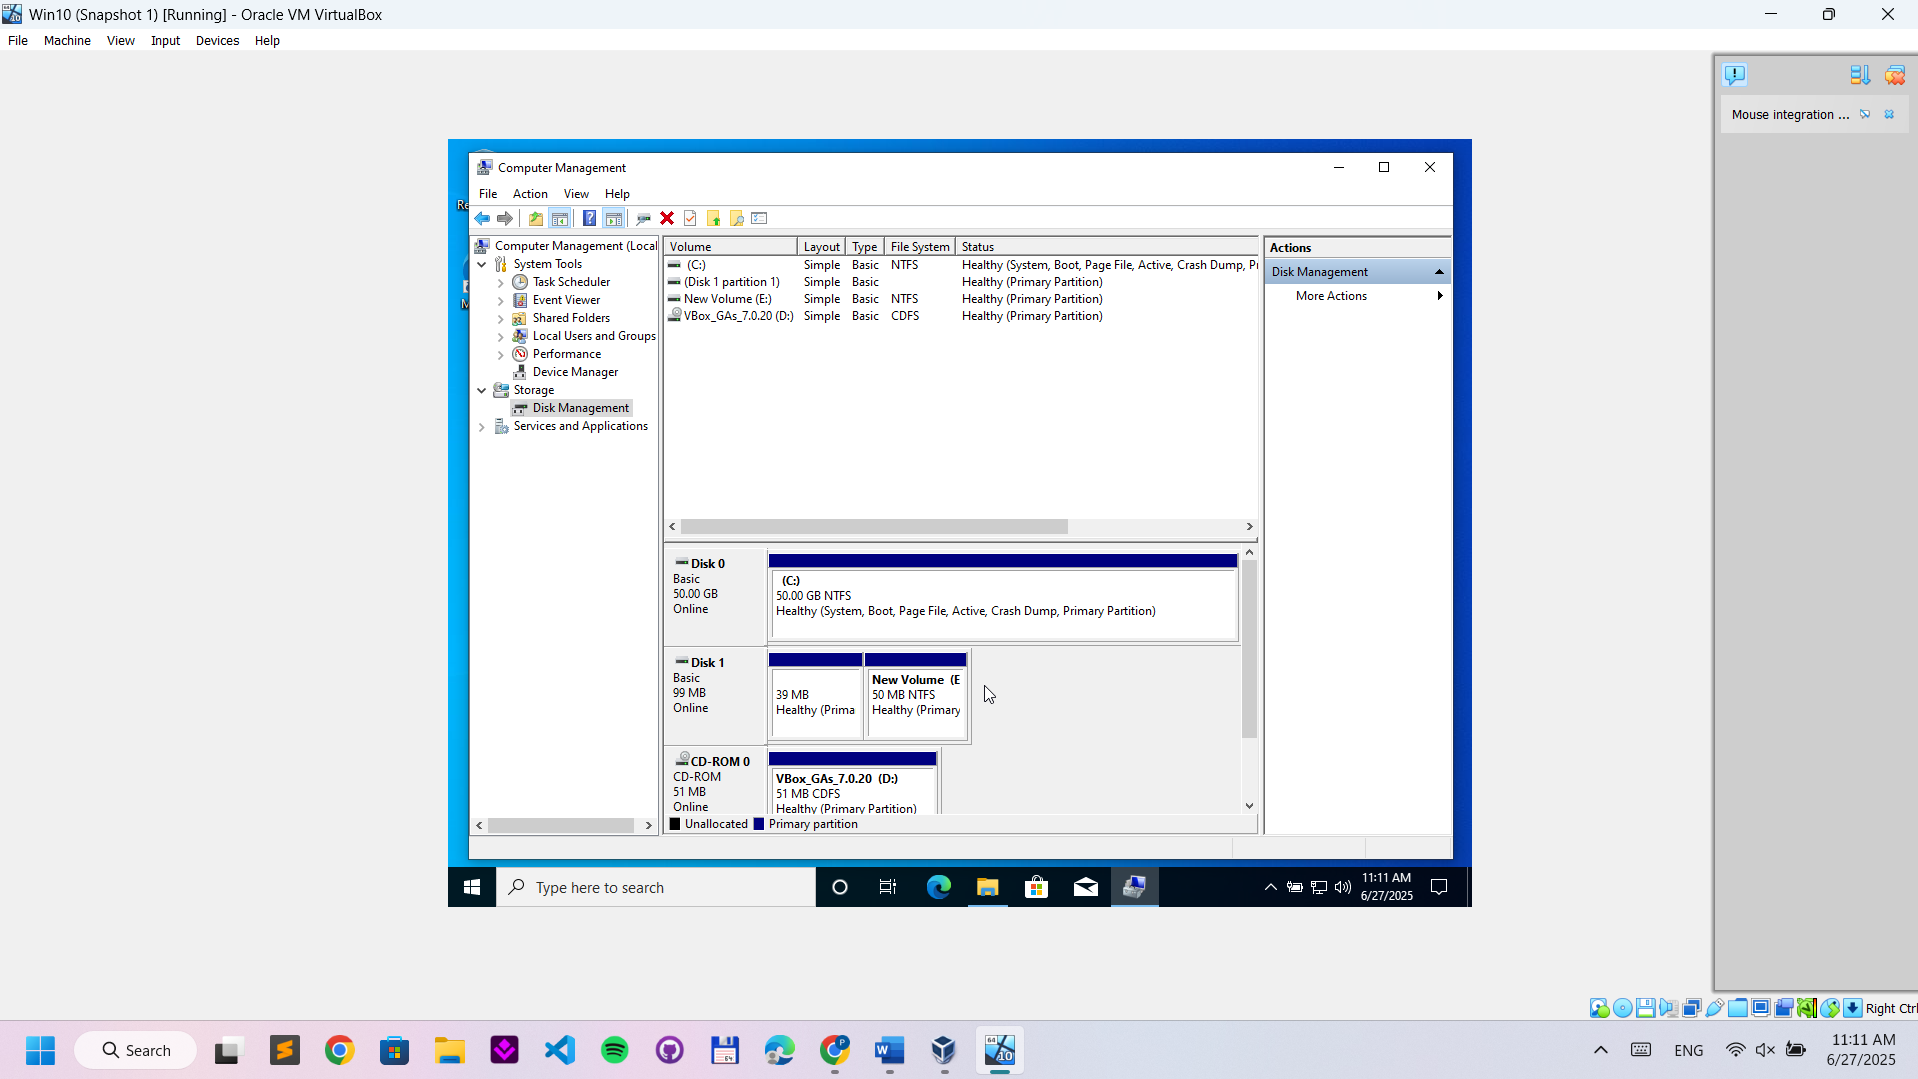 Win10 (Snapshot 1) [Running] - Oracle VM VirtualBox
File Machine View Input Devices Help
Mouse integration ...
Computer Management
File Action View Help
Computer Management (Local
System Tools
Task Scheduler
Event Viewer
Shared Folders
Local Users and Groups
Performance
Device Manager
Storage
Disk Management
Services and Applications
Volume Layout Type File System Status
(C:) Simple Basic NTFS Healthy (System, Boot, Page File, Active, Crash Dump, P
(Disk 1 partition 1) Simple Basic Healthy (Primary Partition)
New Volume (E:) Simple Basic NTFS Healthy (Primary Partition)
VBox_GAs_7.0.20 (D:) Simple Basic CDFS Healthy (Primary Partition)
Actions
Disk Management
More Actions
Disk 0
Basic
50.00 GB
Online
(C:)
50.00 GB NTFS
Healthy (System, Boot, Page File, Active, Crash Dump, Primary Partition)
Disk 1
Basic
99 MB
Online
39 MB
Healthy (Prima
New Volume (E
50 MB NTFS
Healthy (Primary
CD-ROM 0
CD-ROM
51 MB
Online
VBox_GAs_7.0.20 (D:)
51 MB CDFS
Healthy (Primary Partition)
Unallocated Primary partition
Type here to search
11:11 AM
6/27/2025
Right Ctrl
Search
ENG
11:11 AM
6/27/2025